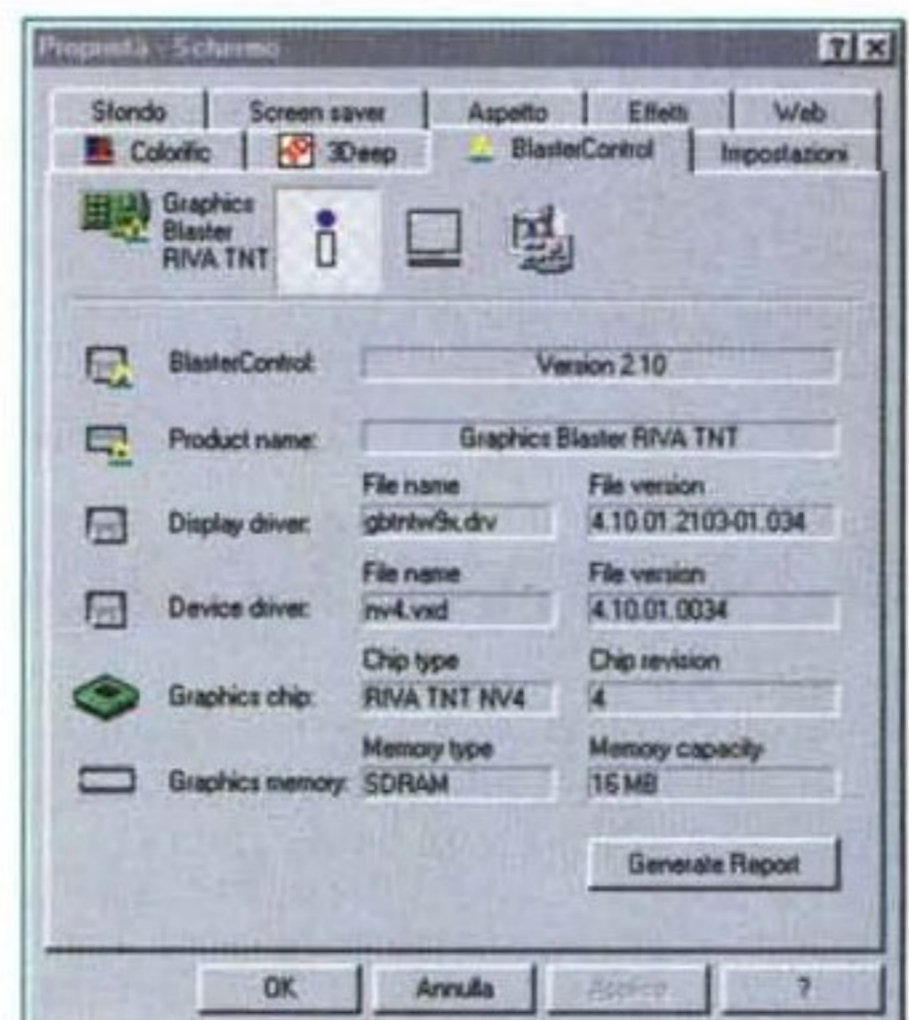 Proprietà - Schermo
Sfondo Screen saver Aspetto Effetti Web
Colorific 3Deep BlasterControl Impostazioni
Graphics
Blaster
RIVA TNT
BlasterControl: Version 2.10
Product name: Graphics Blaster RIVA TNT
File name File version
Display driver: gbtntw9x.drv 4.10.01.2103-01.034
File name File version
Device driver: nv4.vxd 4.10.01.0034
Chip type Chip revision
Graphics chip: RIVA TNT NV4 4
Memory type Memory capacity
Graphics memory: SDRAM 16 MB
Generate Report
OK Annulla Applica ?